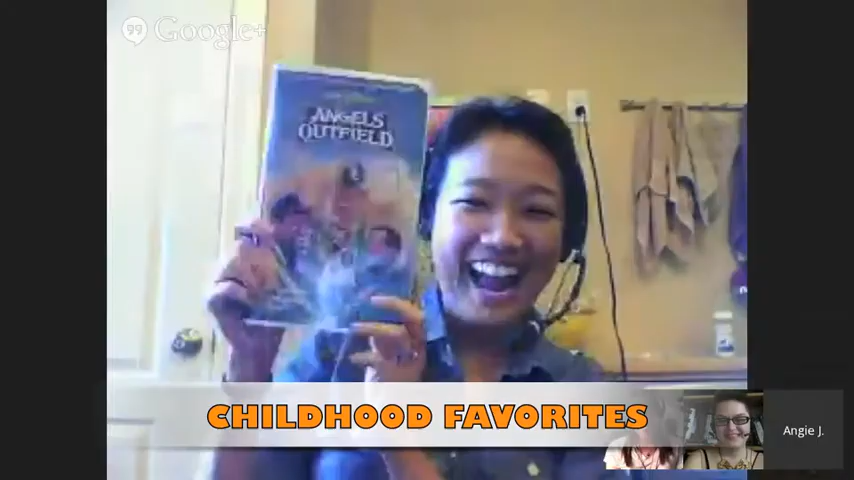 Google+
ANGELS
OUTFIELD
CHILDHOOD FAVORITES
Angie J.